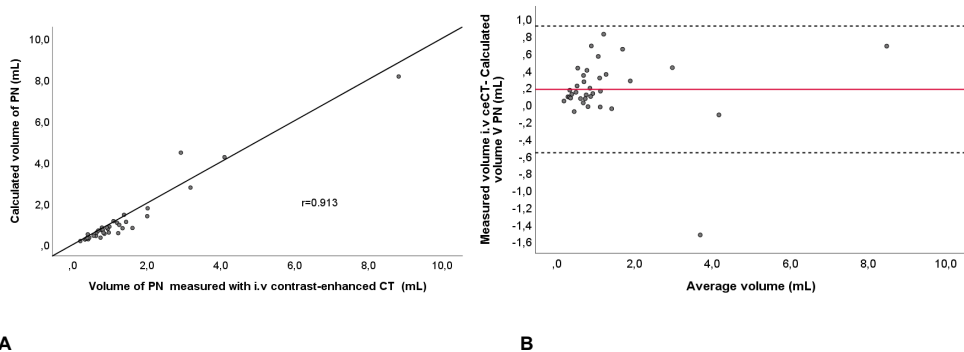 10,0
8,0
6,0
4,0
2,0
,0
Calculated volume of PN (mL)
r=0.913
,0 2,0 4,0 6,0 8,0 10,0
Volume of PN measured with i.v contrast-enhanced CT (mL)
A
Measured volume i.v ceCT- Calculated
volume V PN (mL)
1,0
,8
,6
,4
,2
,0
-,2
-,4
-,6
-,8
-1,0
-1,2
-1,4
-1,6
,0 2,0 4,0 6,0 8,0 10,0
Average volume (mL)
B